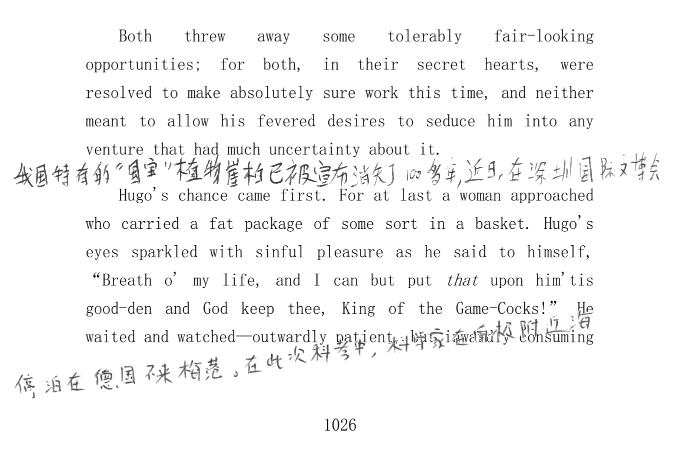 Both threw away some tolerably fair-looking
opportunities; for both, in their secret hearts, were
resolved to make absolutely sure work this time, and neither
meant to allow his fevered desires to seduce him into any
venture that had much uncertainty about it.
我国特有的“国宝”植物崖柏已被宣布消失了100多年,近日,在深圳国际文博会
Hugo's chance came first. For at last a woman approached
who carried a fat package of some sort in a basket. Hugo's
eyes sparkled with sinful pleasure as he said to himself,
“Breath o' my life, and I can but put that upon him'tis
good-den and God keep thee, King of the Game-Cocks!” He
waited and watched—outwardly patient, but inwardly consuming
停泊在德国不来梅港。在此次科考中,科学家在南极附近海
1026